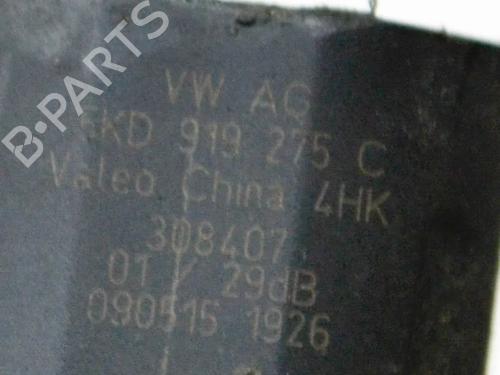 VW AG
5KD 919 275 C
Valeo China 4HK
308407
01 / 29dB
090515 1926
B-PARTS